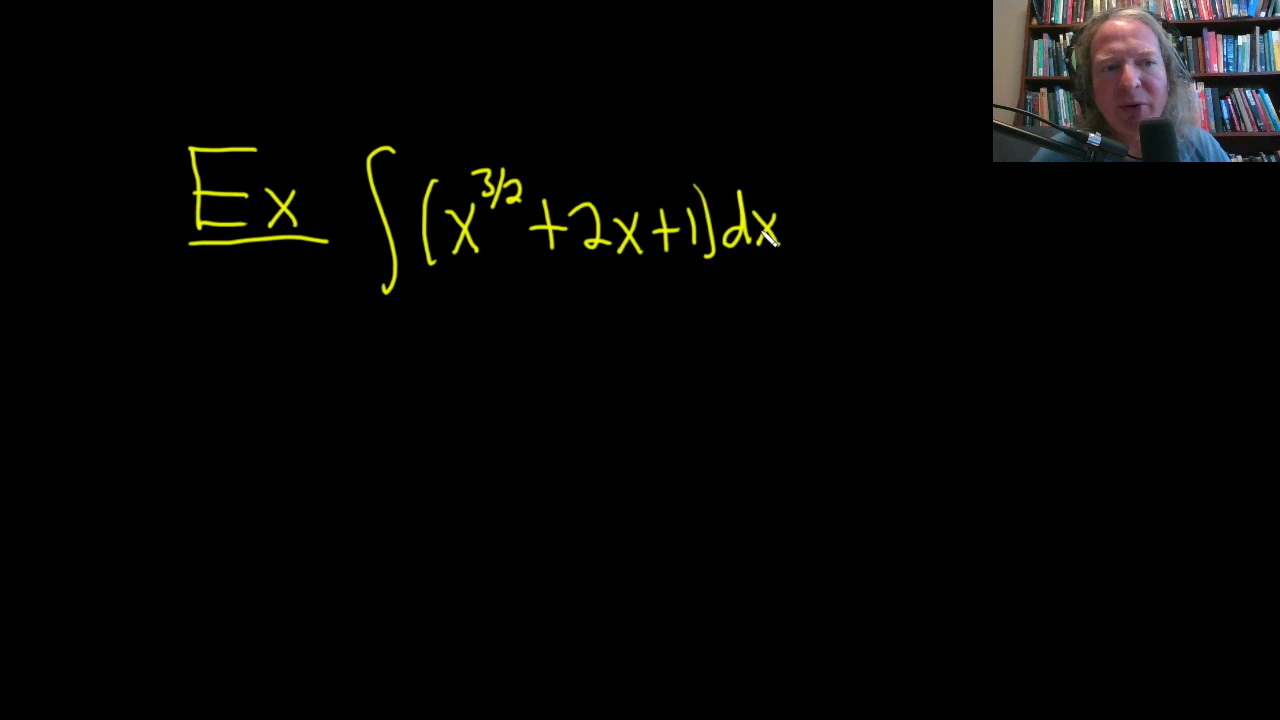 Ex ∫(x^{3/2} + 2x + 1) dx